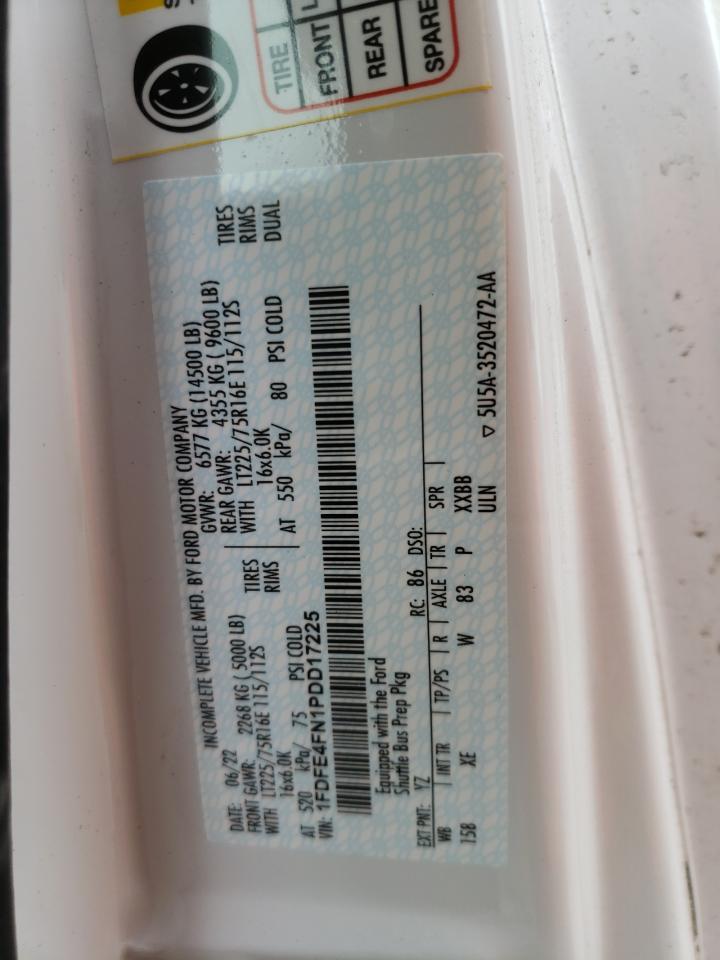 TIRE
FRONT
REAR
SPARE
INCOMPLETE VEHICLE MFD. BY FORD MOTOR COMPANY
DATE: 06/22 GVWR: 6577 KG (14500 LB)
FRONT GAWR: 2268 KG ( 5000 LB) REAR GAWR: 4355 KG ( 9600 LB)
WITH LT225/75R16E 115/112S TIRES WITH LT225/75R16E 115/112S TIRES
16x6.0K RIMS 16x6.0K RIMS
AT 520 kPa/ 75 PSI COLD AT 550 kPa/ 80 PSI COLD DUAL
VIN: 1FDFE4FN1PDD17225
Equipped with the Ford
Shuttle Bus Prep Pkg
EXT PNT: YZ RC: 86 DSO:
WB INT TR TP/PS R AXLE TR SPR
158 XE W 83 P XXBB
ULN
▽ 5U5A-3520472-AA